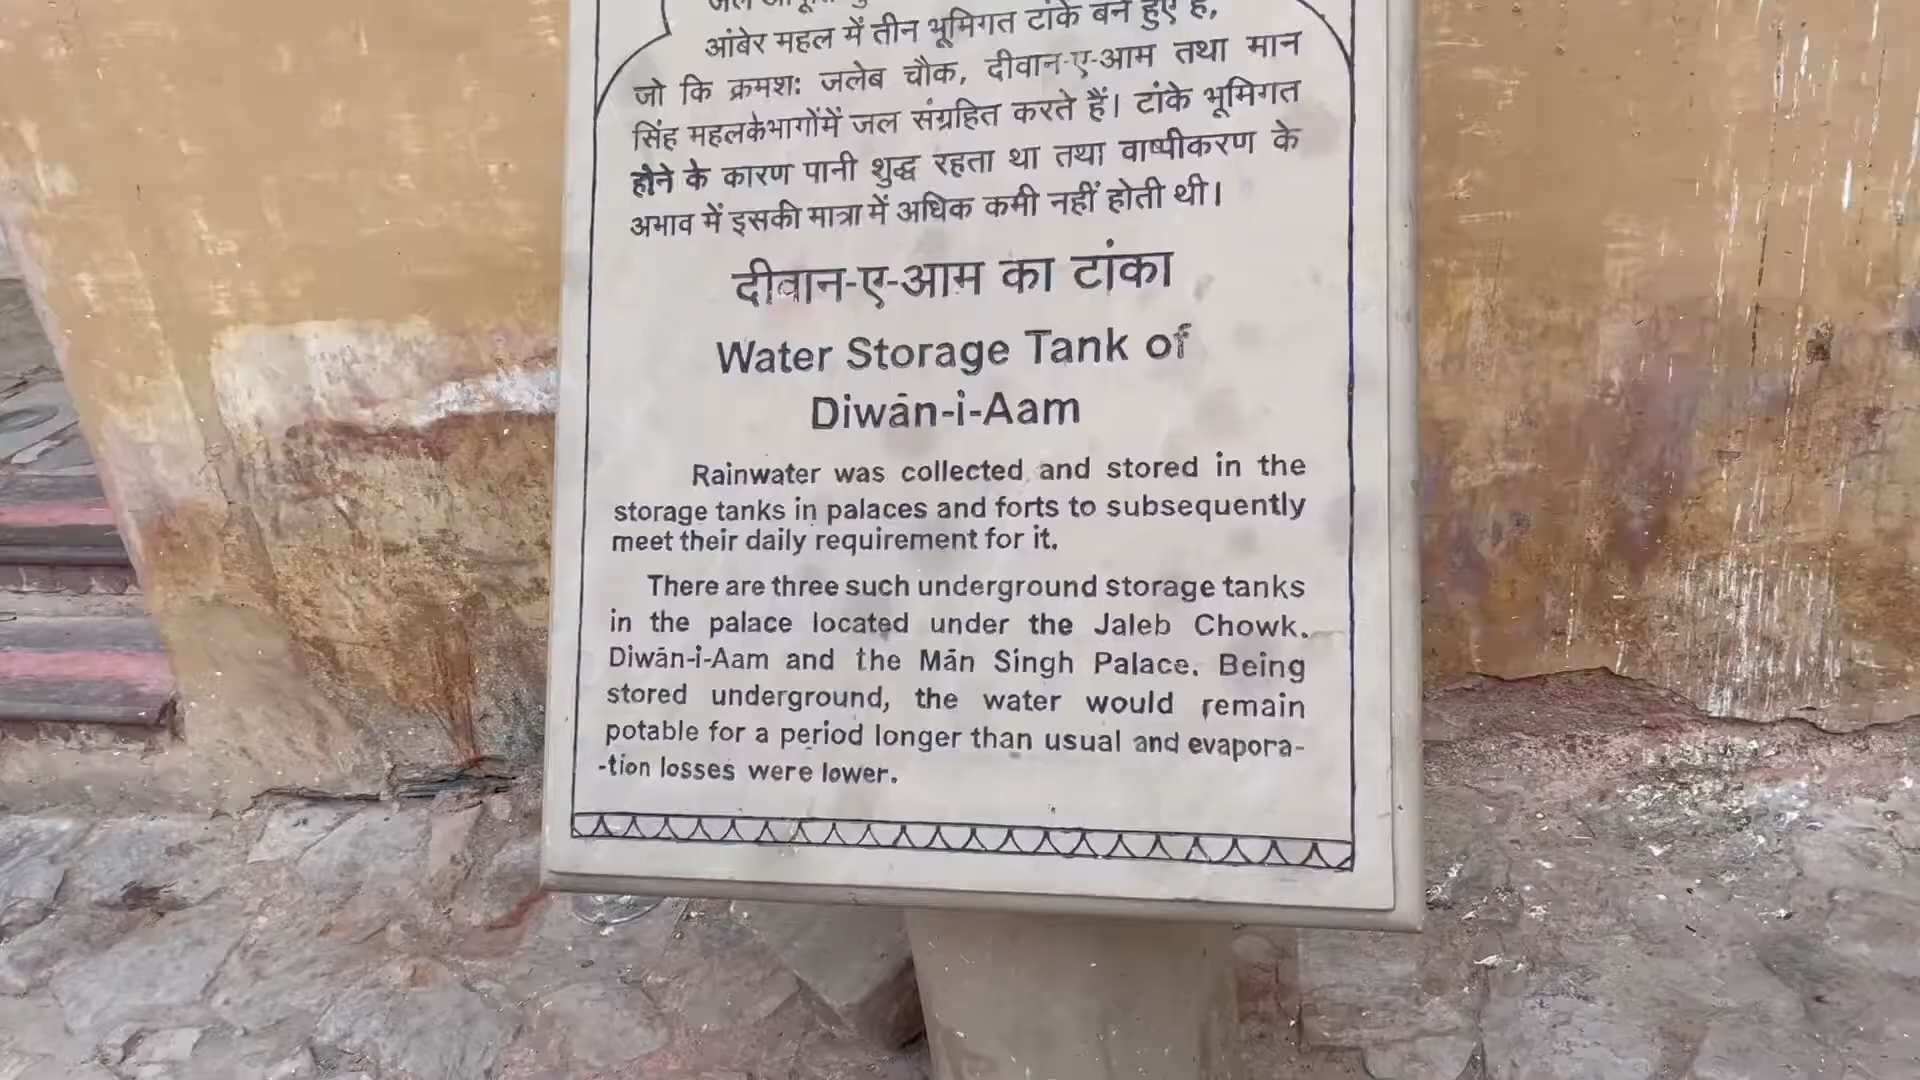 आंबेर महल में तीन भूमिगत टांके बने हुए है,
जो कि क्रमश: जलेब चौक, दीवान-ए-आम तथा मान
सिंह महलकेभागोंमें जल संग्रहित करते हैं। टांके भूमिगत
होने के कारण पानी शुद्ध रहता था तथा वाष्पीकरण के
अभाव में इसकी मात्रा में अधिक कमी नहीं होती थी।
दीवान-ए-आम का टांका
Water Storage Tank of
Diwān-i-Aam
Rainwater was collected and stored in the
storage tanks in palaces and forts to subsequently
meet their daily requirement for it.
There are three such underground storage tanks
in the palace located under the Jaleb Chowk.
Diwān-i-Aam and the Mān Singh Palace. Being
stored underground, the water would remain
potable for a period longer than usual and evapora-
-tion losses were lower.